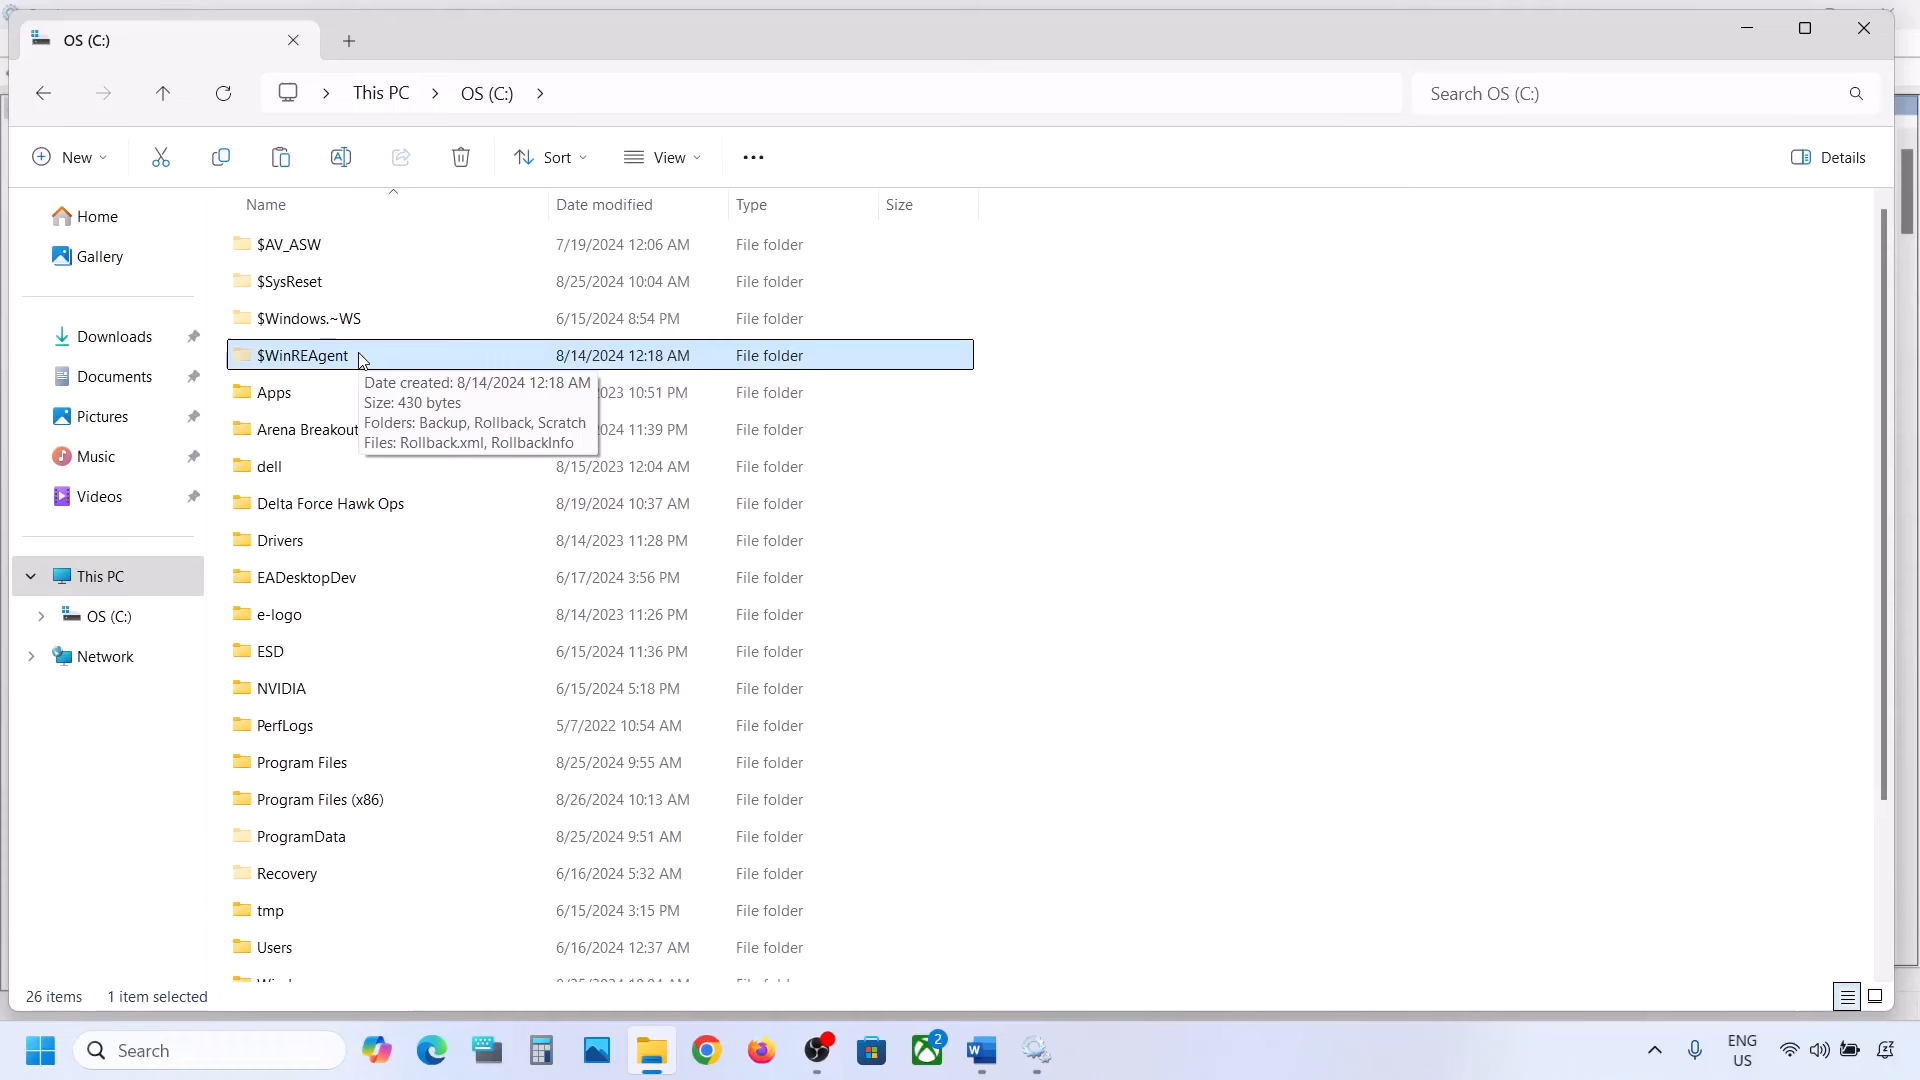 OS (C:)
This PC
OS (C:)
Search OS (C:)
New
Sort
View
Details
Name
Date modified
Type
Size
Home
Gallery
Downloads
Documents
Pictures
Music
Videos
This PC
OS (C:)
Network
$AV_ASW 7/19/2024 12:06 AM File folder
$SysReset 8/25/2024 10:04 AM File folder
$Windows.~WS 6/15/2024 8:54 PM File folder
$WinREAgent 8/14/2024 12:18 AM File folder
Date created: 8/14/2024 12:18 AM
Size: 430 bytes
Folders: Backup, Rollback, Scratch
Files: Rollback.xml, RollbackInfo
Apps 023 10:51 PM File folder
Arena Breakout 024 11:39 PM File folder
dell 8/15/2023 12:04 AM File folder
Delta Force Hawk Ops 8/19/2024 10:37 AM File folder
Drivers 8/14/2023 11:28 PM File folder
EADesktopDev 6/17/2024 3:56 PM File folder
e-logo 8/14/2023 11:26 PM File folder
ESD 6/15/2024 11:36 PM File folder
NVIDIA 6/15/2024 5:18 PM File folder
PerfLogs 5/7/2022 10:54 AM File folder
Program Files 8/25/2024 9:55 AM File folder
Program Files (x86) 8/26/2024 10:13 AM File folder
ProgramData 8/25/2024 9:51 AM File folder
Recovery 6/16/2024 5:32 AM File folder
tmp 6/15/2024 3:15 PM File folder
Users 6/16/2024 12:37 AM File folder
26 items 1 item selected
Search
2
ENG
US